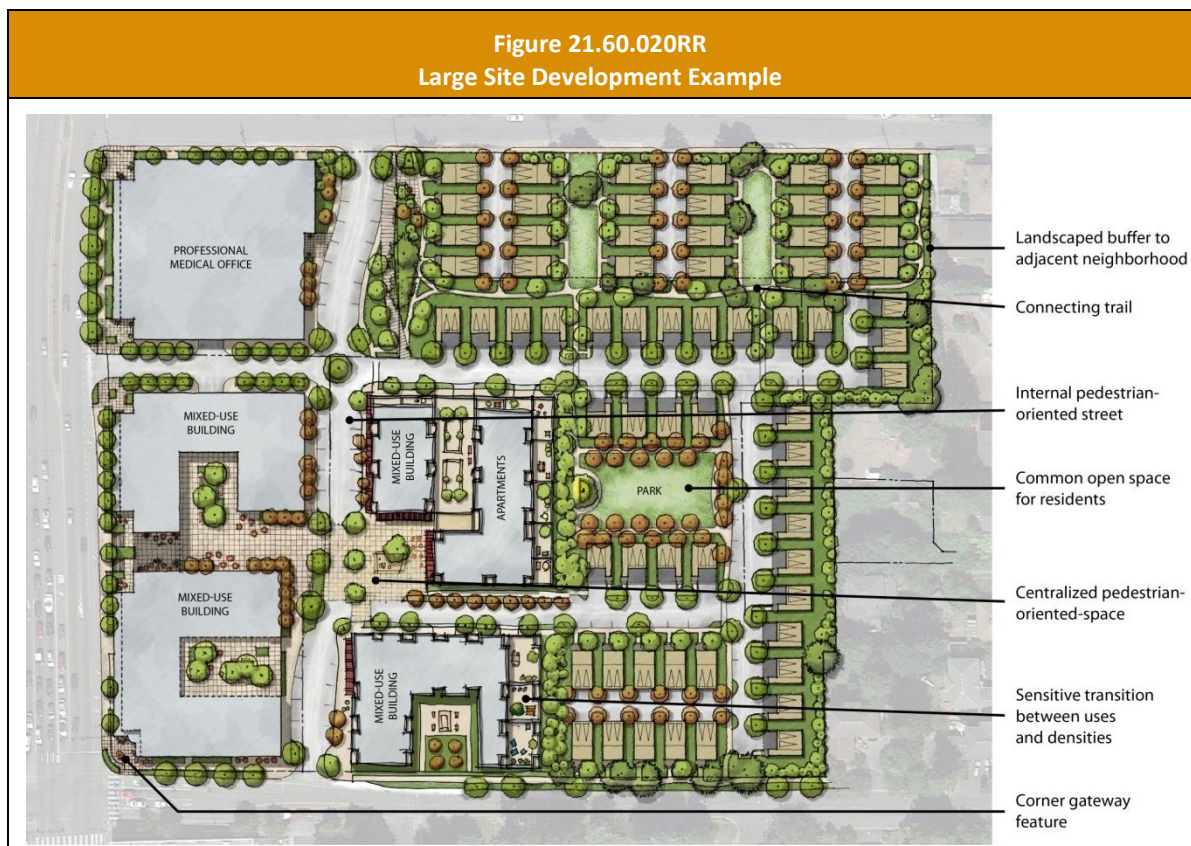 Figure 21.60.020RR
Large Site Development Example
PROFESSIONAL
MEDICAL OFFICE
MIXED-USE
BUILDING
MIXED-USE
BUILDING
APARTMENTS
PARK
MIXED-USE
BUILDING
MIXED-USE
BUILDING
Landscaped buffer to
adjacent neighborhood
Connecting trail
Internal pedestrian-
oriented street
Common open space
for residents
Centralized pedestrian-
oriented-space
Sensitive transition
between uses
and densities
Corner gateway
feature